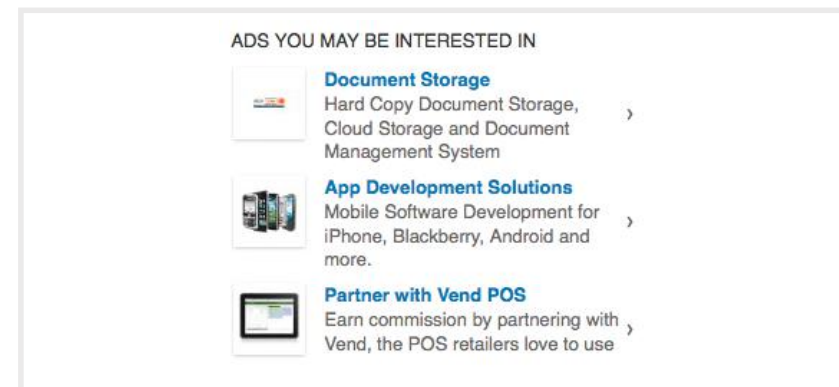 ADS YOU MAY BE INTERESTED IN
Document Storage
Hard Copy Document Storage,
Cloud Storage and Document
Management System
App Development Solutions
Mobile Software Development for
iPhone, Blackberry, Android and
more.
Partner with Vend POS
Earn commission by partnering with
Vend, the POS retailers love to use